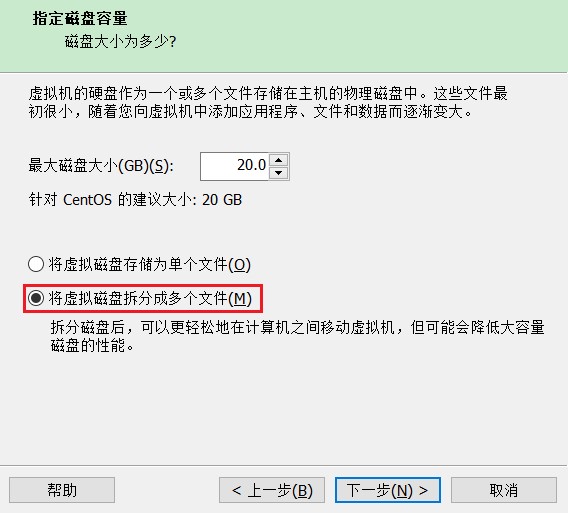 指定磁盘容量
磁盘大小为多少?
虚拟机的硬盘作为一个或多个文件存储在主机的物理磁盘中。这些文件最
初很小，随着您向虚拟机中添加应用程序、文件和数据而逐渐变大。
最大磁盘大小(GB)(S): 20.0
针对 CentOS 的建议大小: 20 GB
将虚拟磁盘存储为单个文件(O)
将虚拟磁盘拆分成多个文件(M)
拆分磁盘后，可以更轻松地在计算机之间移动虚拟机，但可能会降低大容量
磁盘的性能。
帮助 < 上一步(B) 下一步(N) > 取消